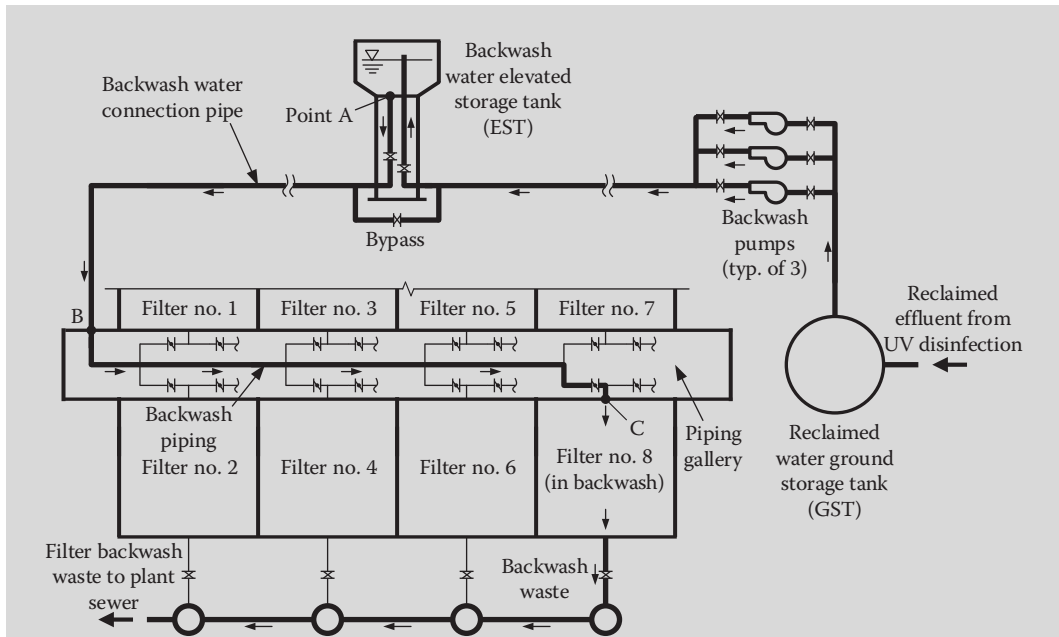 Backwash
water elevated
storage tank
(EST)
Backwash water
connection pipe
Point A
Bypass
Backwash
pumps
(typ. of 3)
Reclaimed
effluent from
UV disinfection
B
Filter no. 1
Filter no. 3
Filter no. 5
Filter no. 7
Backwash
piping
C
Piping
gallery
Reclaimed
water ground
storage tank
(GST)
Filter no. 2
Filter no. 4
Filter no. 6
Filter no. 8
(in backwash)
Filter backwash
waste to plant
sewer
Backwash
waste